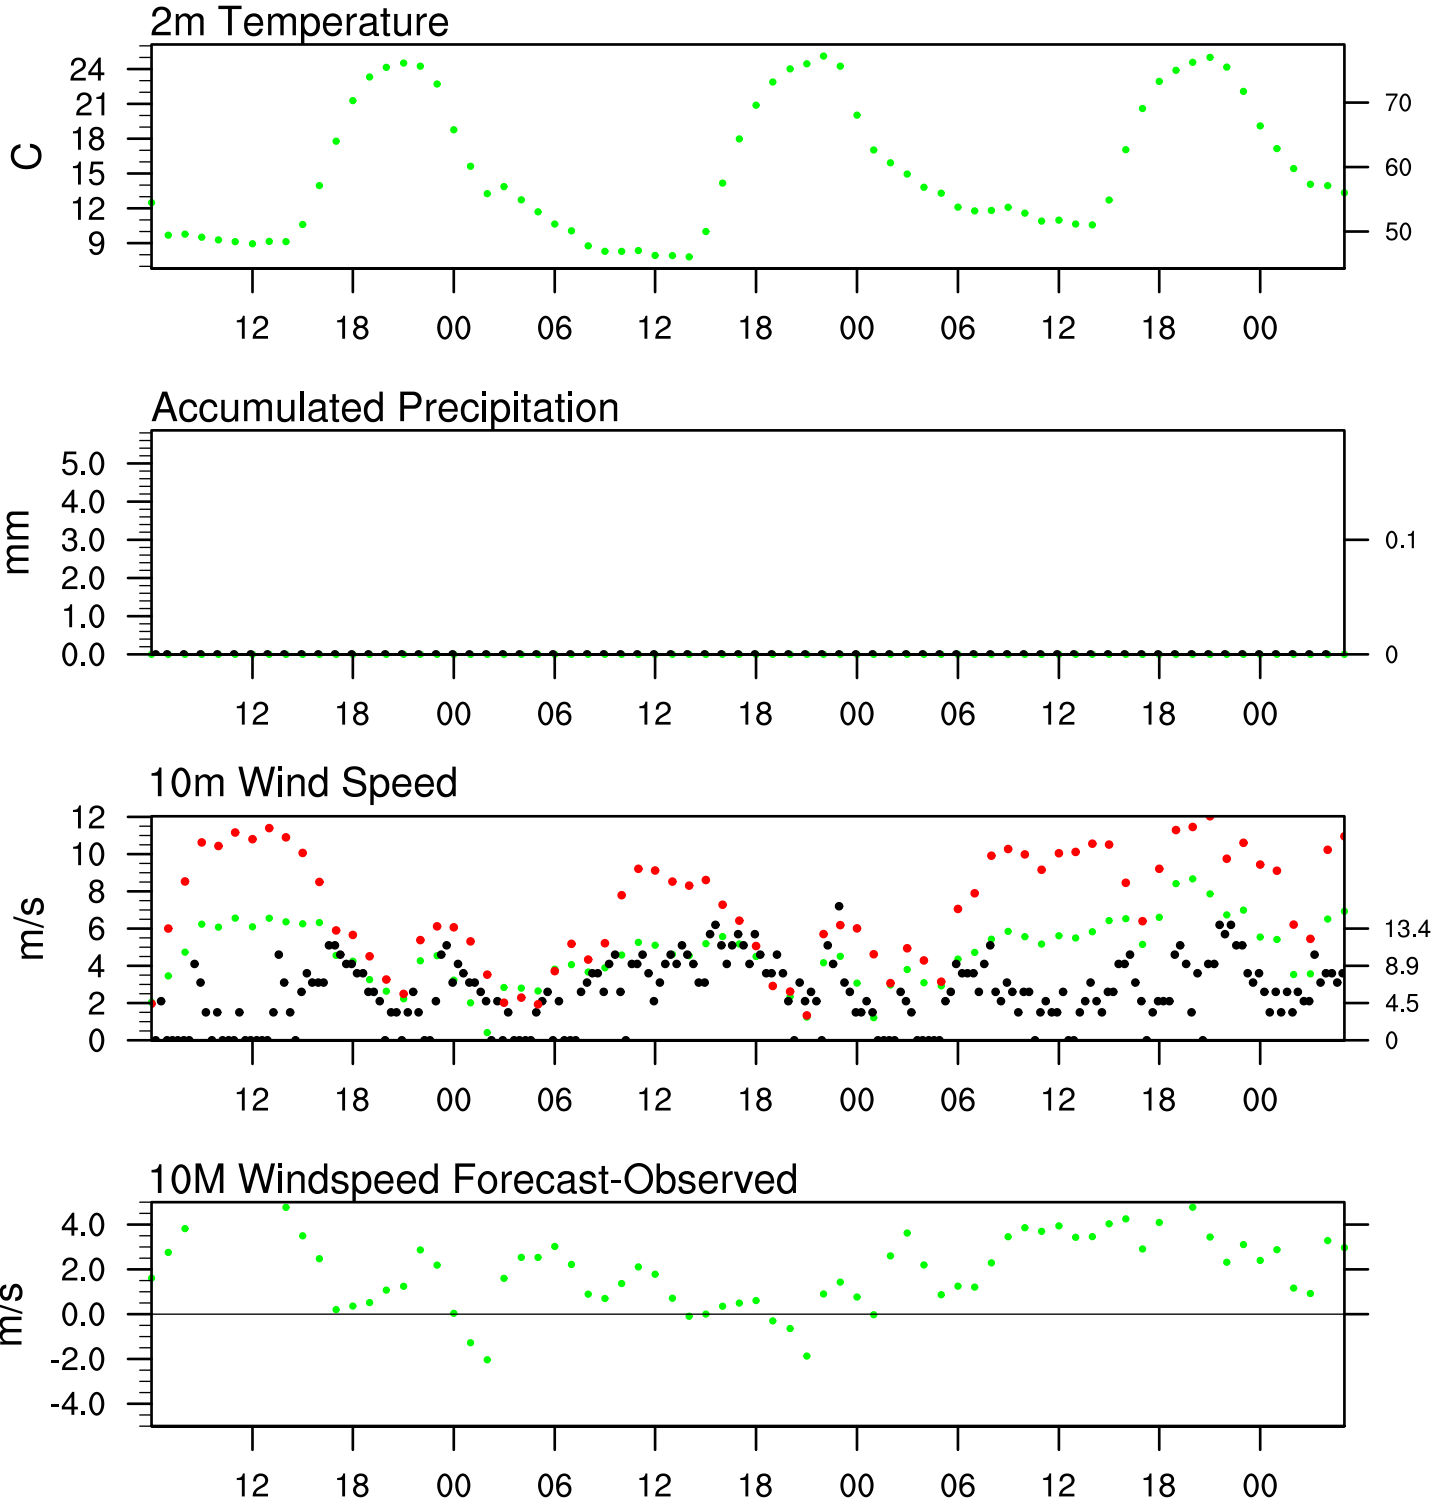 2m Temperature
24
21
18
15
12
9
C
70
60
50
12 18 00 06 12 18 00 06 12 18 00
Accumulated Precipitation
5.0
4.0
3.0
2.0
1.0
0.0
mm
0.1
0
12 18 00 06 12 18 00 06 12 18 00
10m Wind Speed
12
10
8
6
4
2
0
m/s
13.4
8.9
4.5
0
12 18 00 06 12 18 00 06 12 18 00
10M Windspeed Forecast-Observed
4.0
2.0
0.0
-2.0
-4.0
m/s
12 18 00 06 12 18 00 06 12 18 00